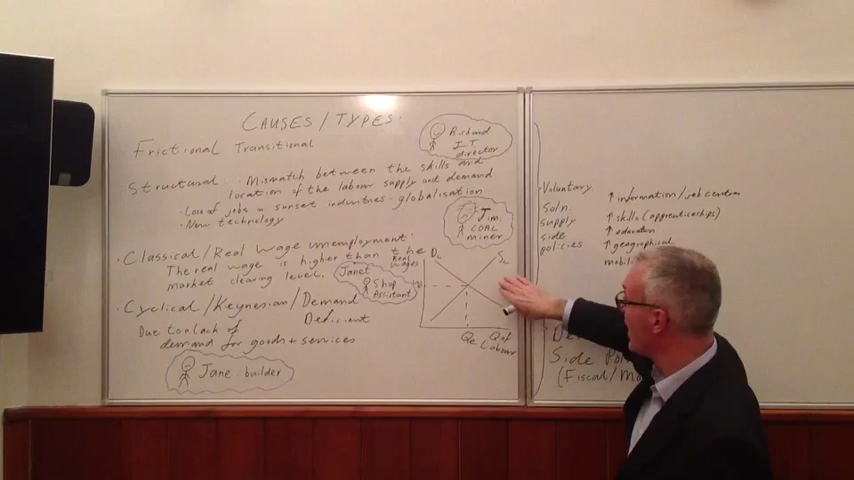 CAUSES/TYPES:
Frictional Transitional
Richard
I.T.
director
Structural: · Mismatch between the skills and
location of the labour supply and demand
· Loss of jobs in sunset industries - globalisation
· New technology
Jim
COAL
miner
· Classical/Real Wage unemployment:
The real wage is higher than the
market clearing level.
Janet
Shop
Assistant
· Cyclical/Keynesian/Demand
Deficient
Due to a lack of
demand for goods + services
Jane builder
Real
wages
DL
SL
Qe
Q of
Labour
Voluntary
Soln.
supply
side
policies
↑ information/job centres
↑ skills (apprenticeships)
↑ education
↑ geographical
Side
(Fiscal/